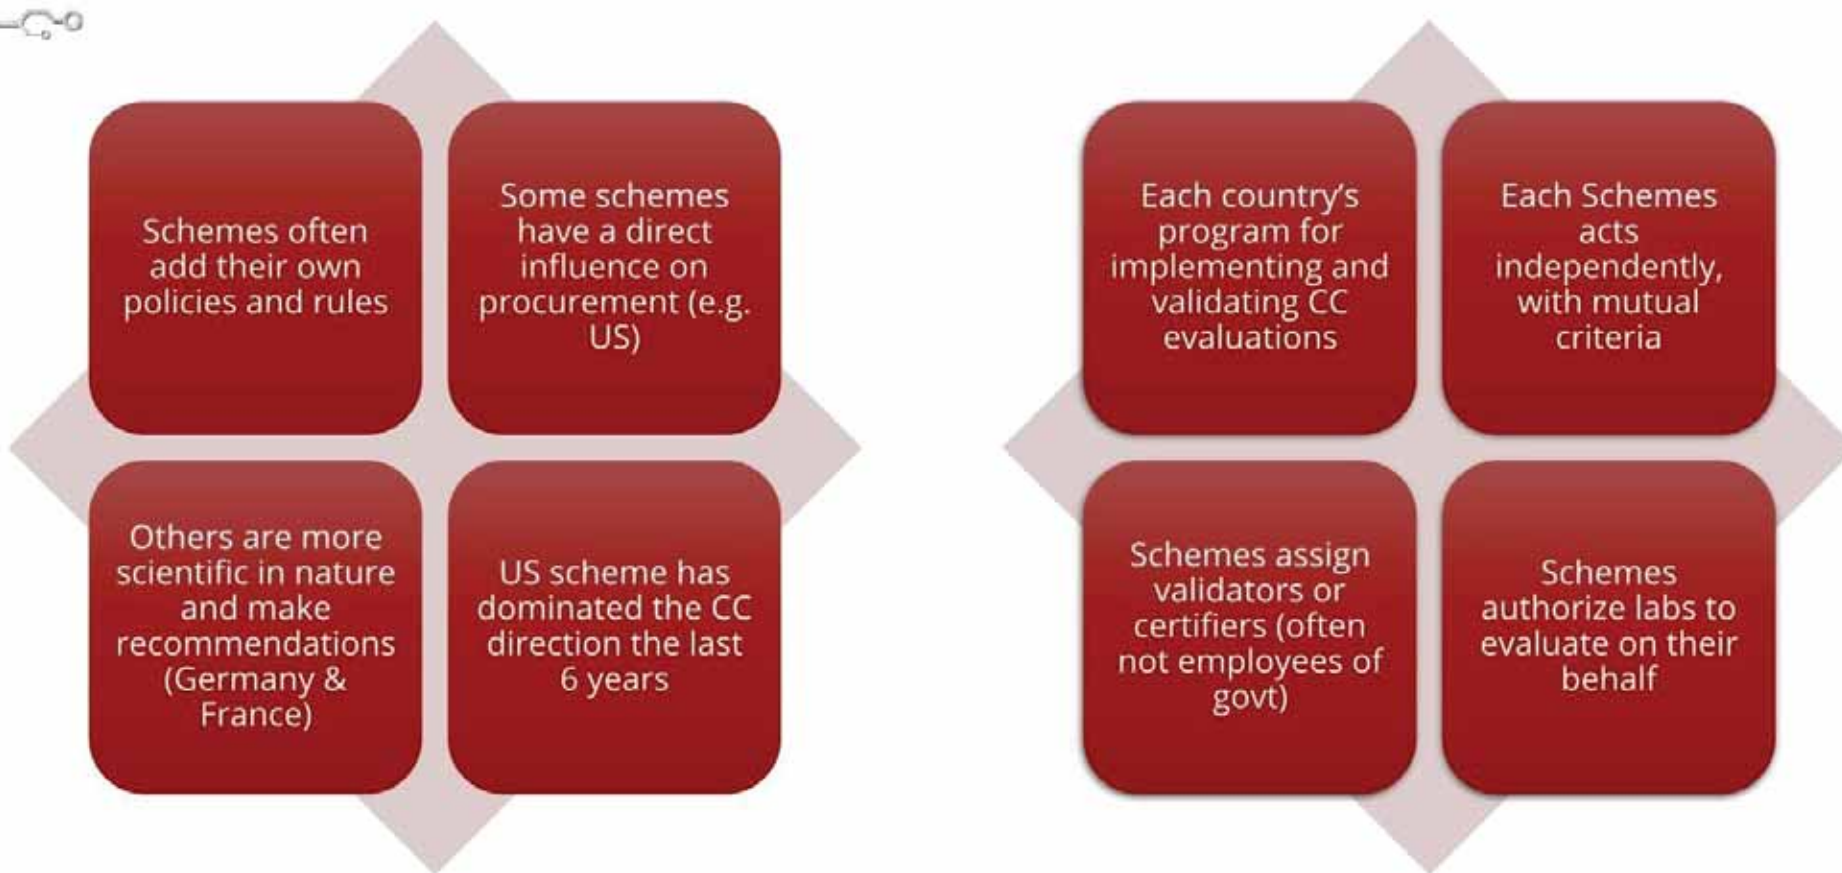 Schemes often
add their own
policies and rules
Some schemes
have a direct
influence on
procurement (e.g.
US)
Others are more
scientific in nature
and make
recommendations
(Germany &
France)
US scheme has
dominated the CC
direction the last
6 years
Each country’s
program for
implementing and
validating CC
evaluations
Each Schemes
acts
independently,
with mutual
criteria
Schemes assign
validators or
certifiers (often
not employees of
govt)
Schemes
authorize labs to
evaluate on their
behalf